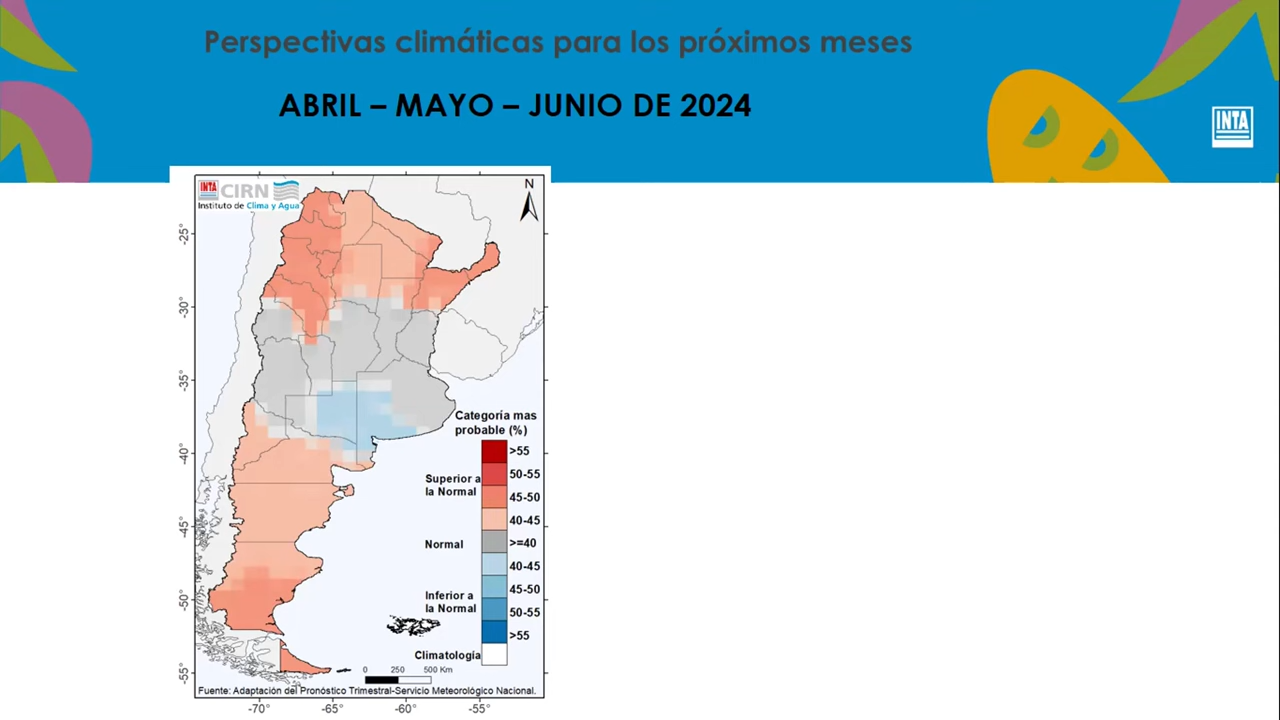 Perspectivas climáticas para los próximos meses
ABRIL – MAYO – JUNIO DE 2024
INTA
INTA CIRN
Instituto de Clima y Agua
N
-25°
-30°
-35°
-40°
-45°
-50°
-55°
Categoría mas
probable (%)
>55
50-55
Superior a
la Normal
45-50
40-45
Normal
>=40
40-45
45-50
Inferior a
la Normal
50-55
>55
Climatología
0 250 500 Km
Fuente: Adaptación del Pronóstico Trimestral-Servicio Meteorológico Nacional.
-70° -65° -60° -55°